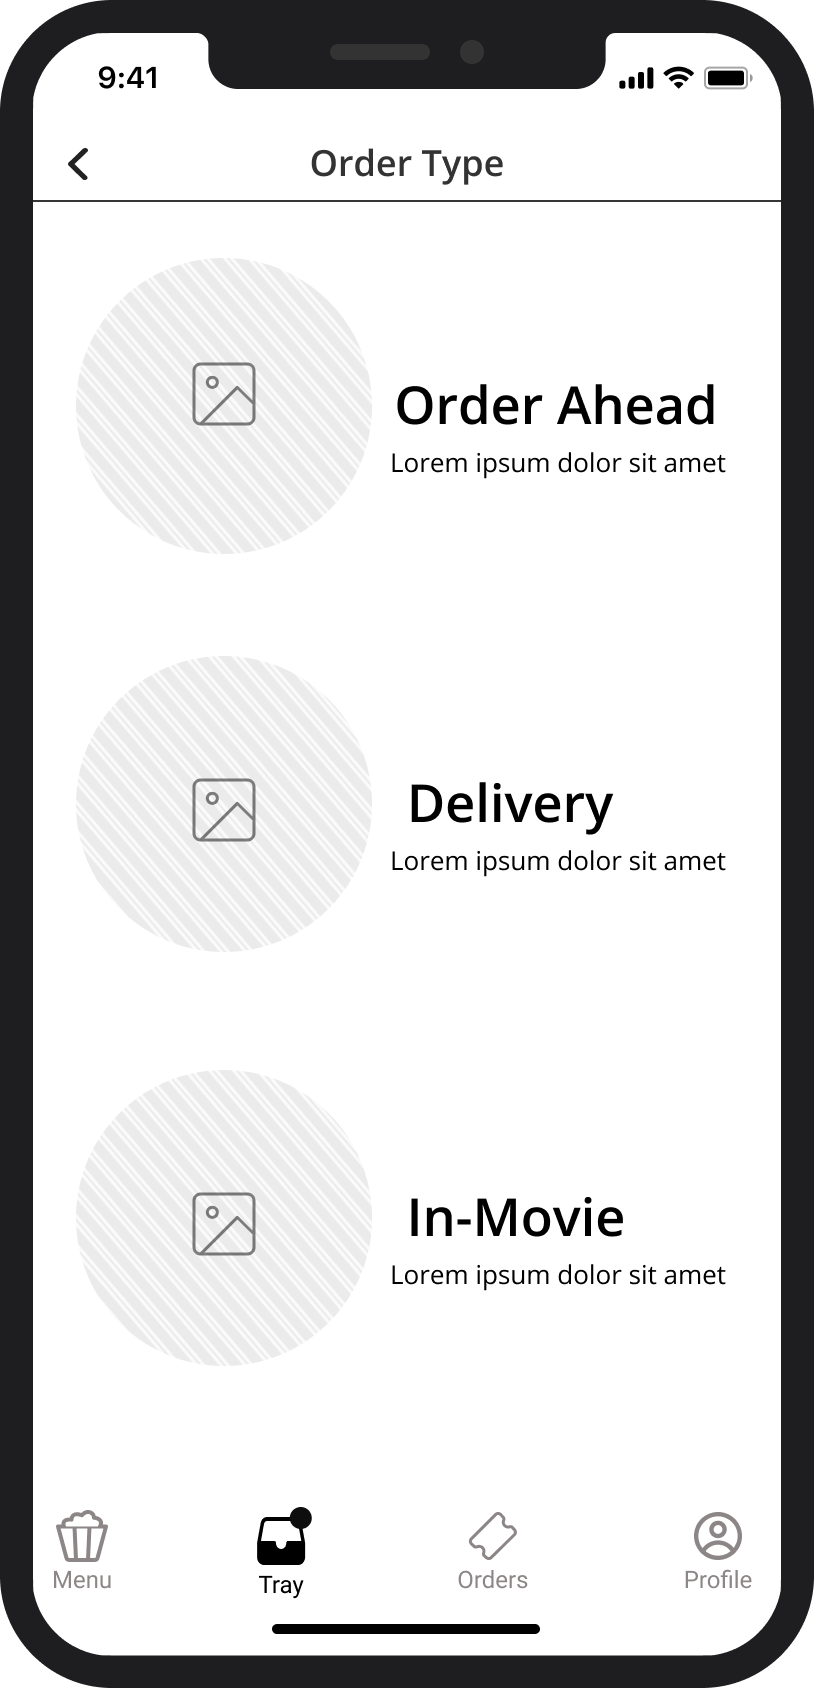 9:41
Order Type
Order Ahead
Lorem ipsum dolor sit amet
Delivery
Lorem ipsum dolor sit amet
In-Movie
Lorem ipsum dolor sit amet
Menu
Tray
Orders
Profile